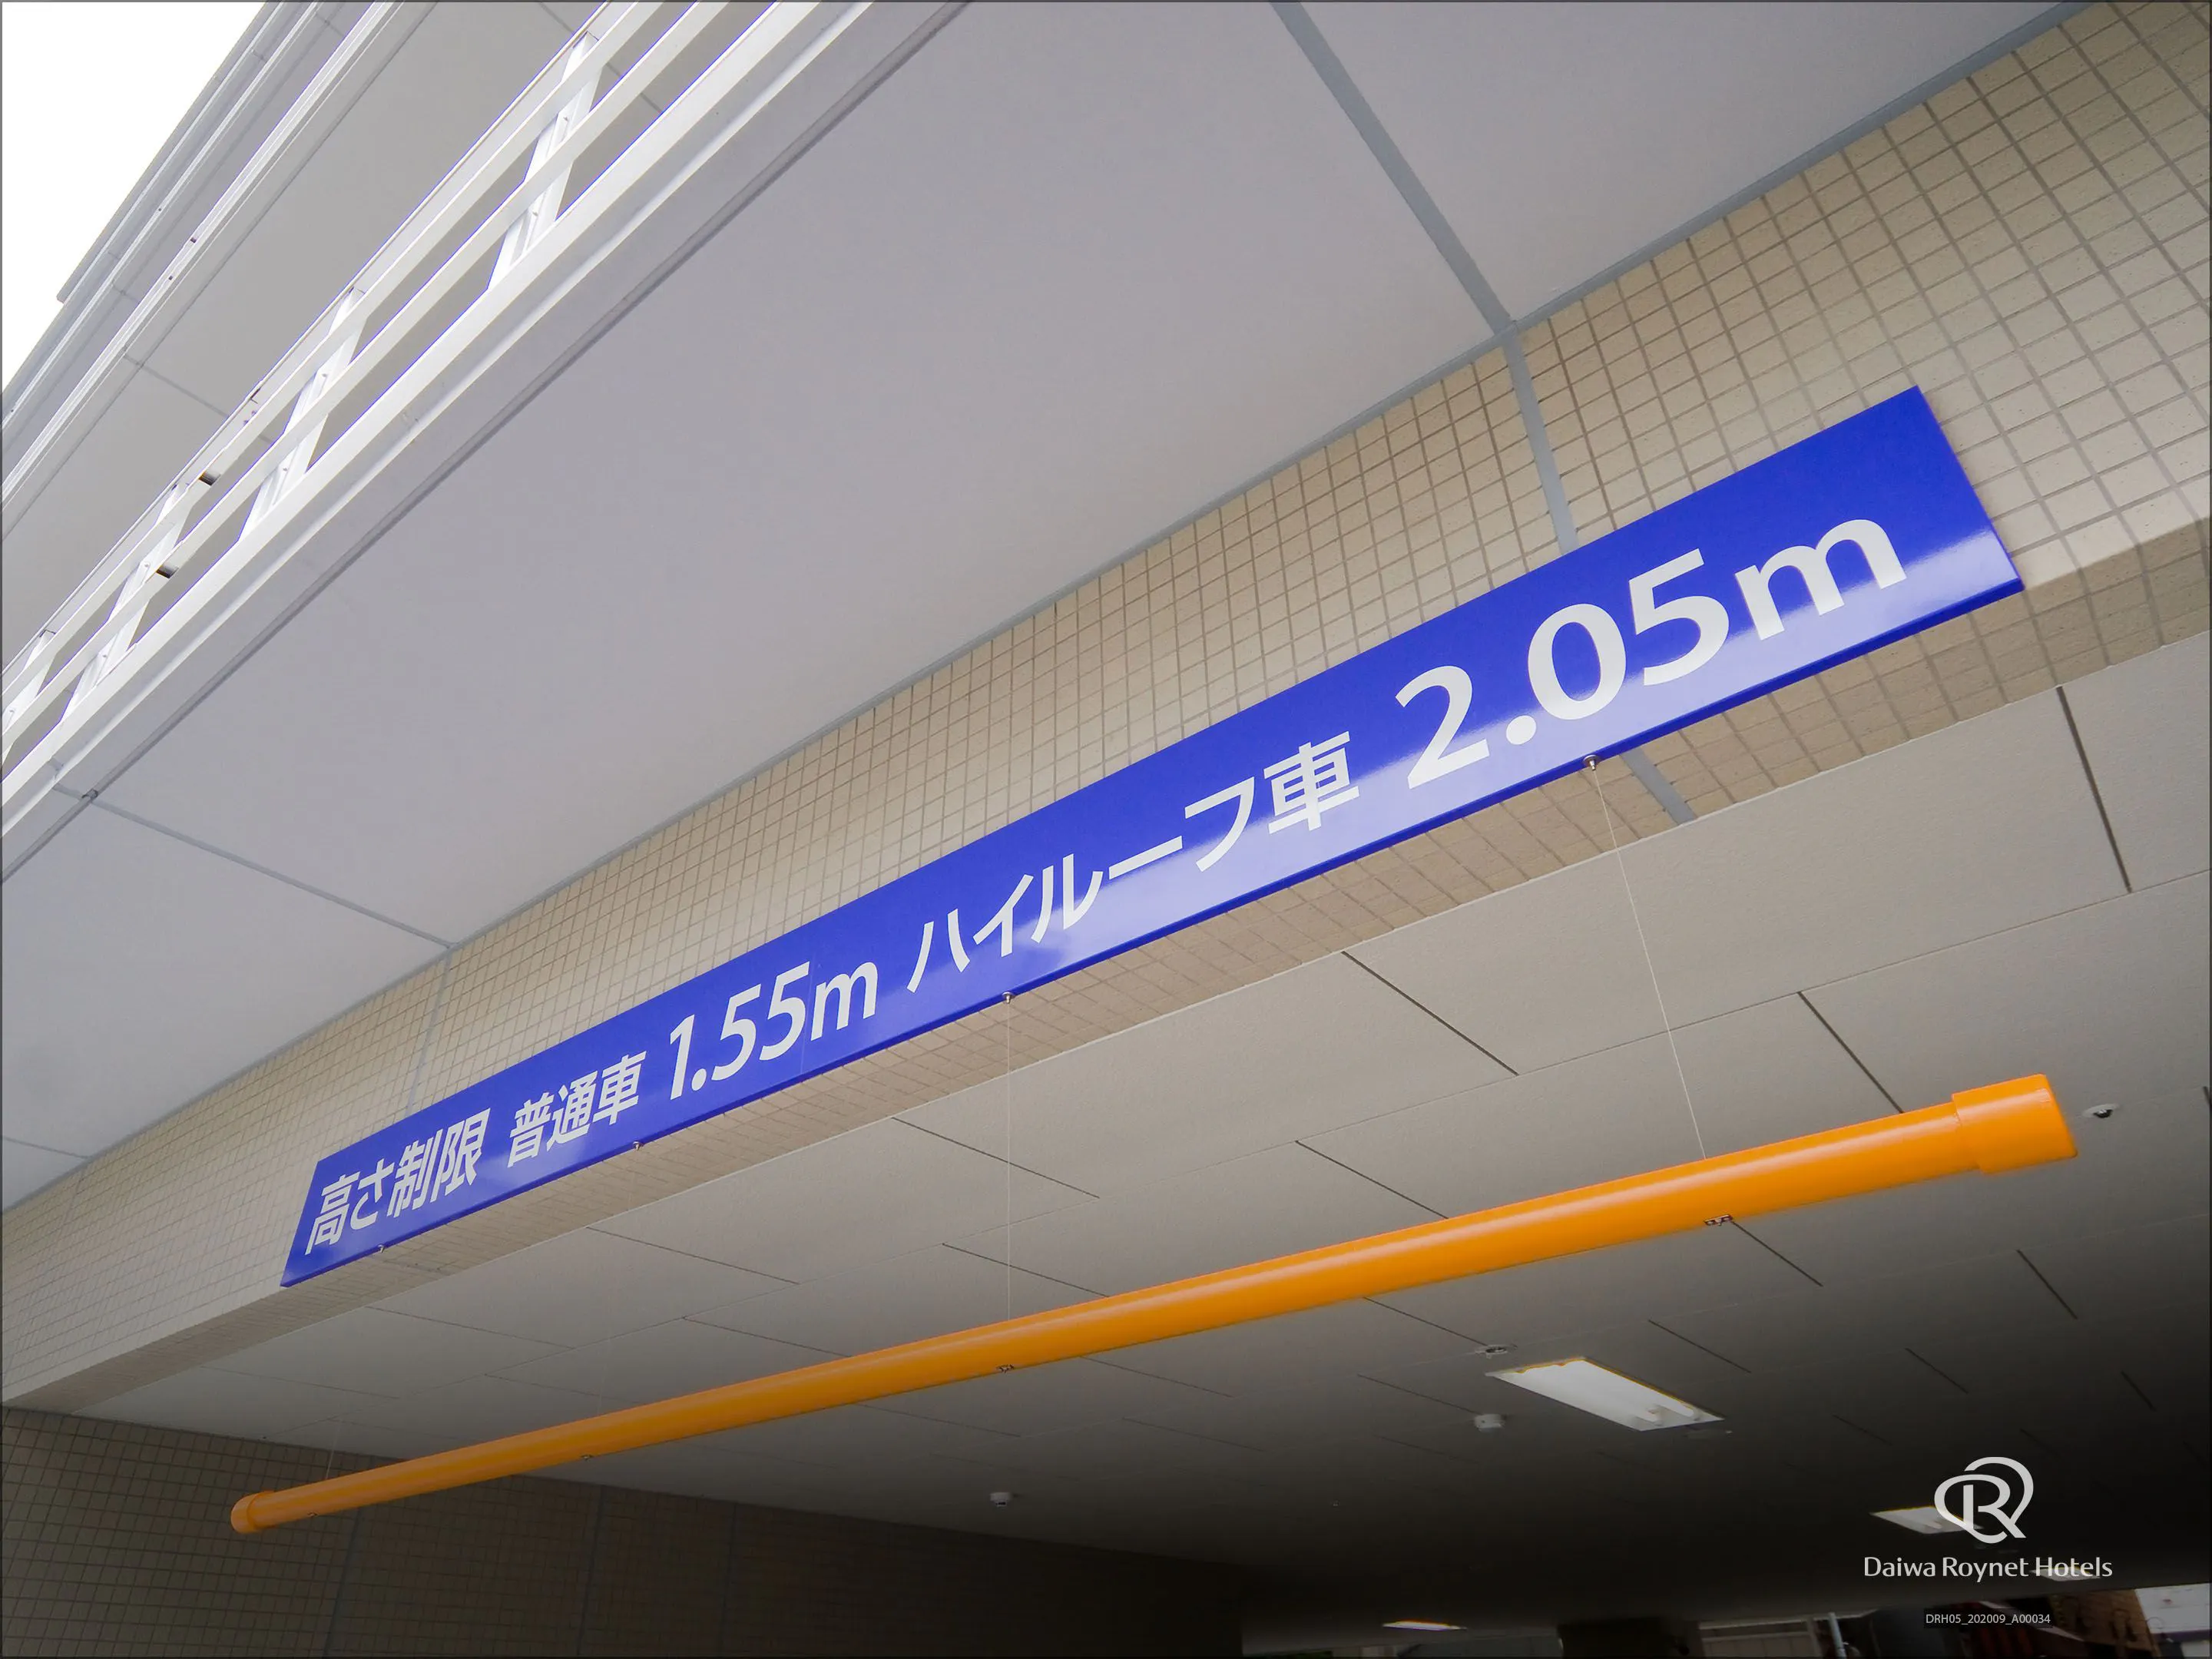 高さ制限 普通車 1.55m ハイルーフ車 2.05m
Daiwa Roynet Hotels
DRH05_202009_A00034